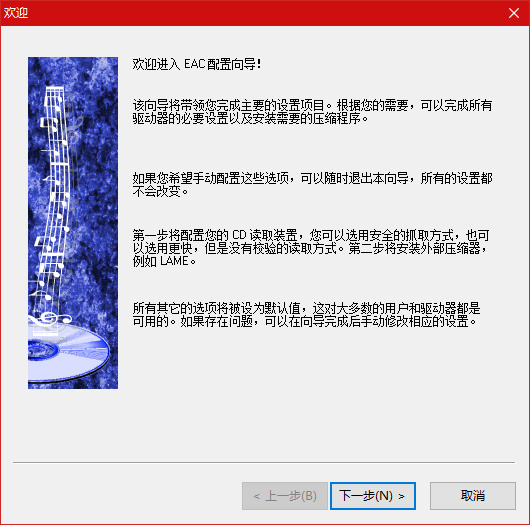 欢迎
欢迎进入 EAC 配置向导!
该向导将带领您完成主要的设置项目。根据您的需要，可以完成所有
驱动器的必要设置以及安装需要的压缩程序。
如果您希望手动配置这些选项，可以随时退出本向导，所有的设置都
不会改变。
第一步将配置您的 CD 读取装置，您可以选用安全的抓取方式，也可
以选用更快，但是没有校验的读取方式。第二步将安装外部压缩器，
例如 LAME。
所有其它的选项将被设为默认值，这对大多数的用户和驱动器都是
可用的。如果存在问题，可以在向导完成后手动修改相应的设置。
< 上一步(B)
下一步(N) >
取消